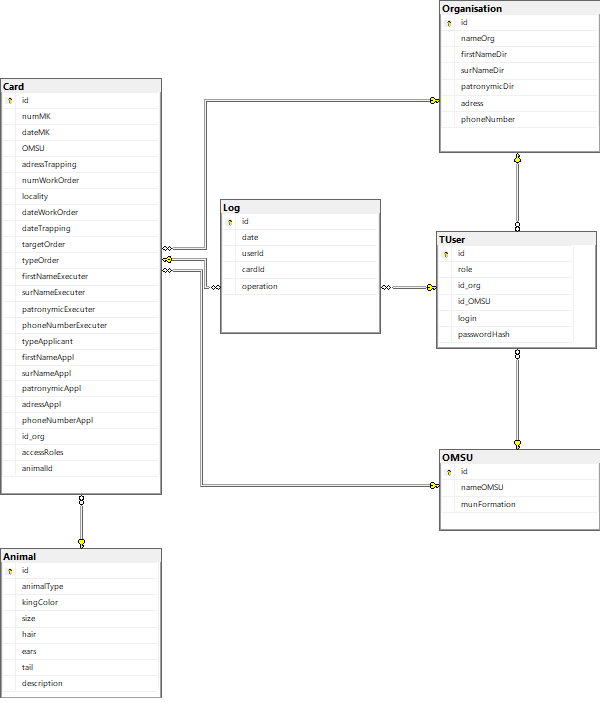 Organisation
id
nameOrg
firstNameDir
surNameDir
patronymicDir
adress
phoneNumber
Card
id
numMK
dateMK
OMSU
adressTrapping
numWorkOrder
locality
dateWorkOrder
dateTrapping
targetOrder
typeOrder
firstNameExecuter
surNameExecuter
patronymicExecuter
phoneNumberExecuter
typeApplicant
firstNameAppl
surNameAppl
patronymicAppl
adressAppl
phoneNumberAppl
id_org
accessRoles
animalId
Log
id
date
userId
cardId
operation
TUser
id
role
id_org
id_OMSU
login
passwordHash
OMSU
id
nameOMSU
munFormation
Animal
id
animalType
kingColor
size
hair
ears
tail
description